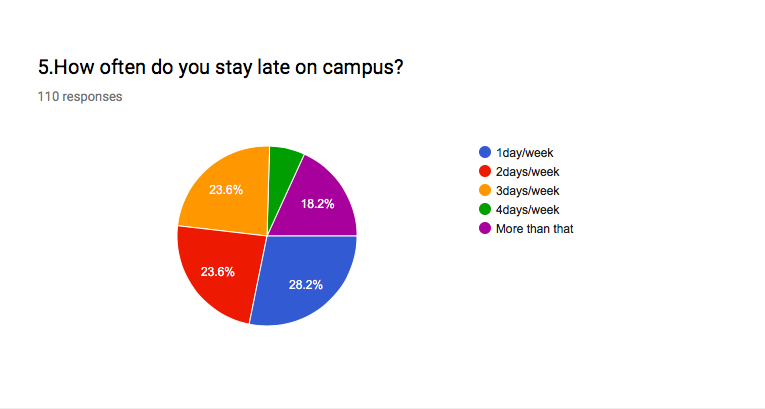 5.How often do you stay late on campus?
110 responses
23.6%
18.2%
23.6%
28.2%
1day/week
2days/week
3days/week
4days/week
More than that